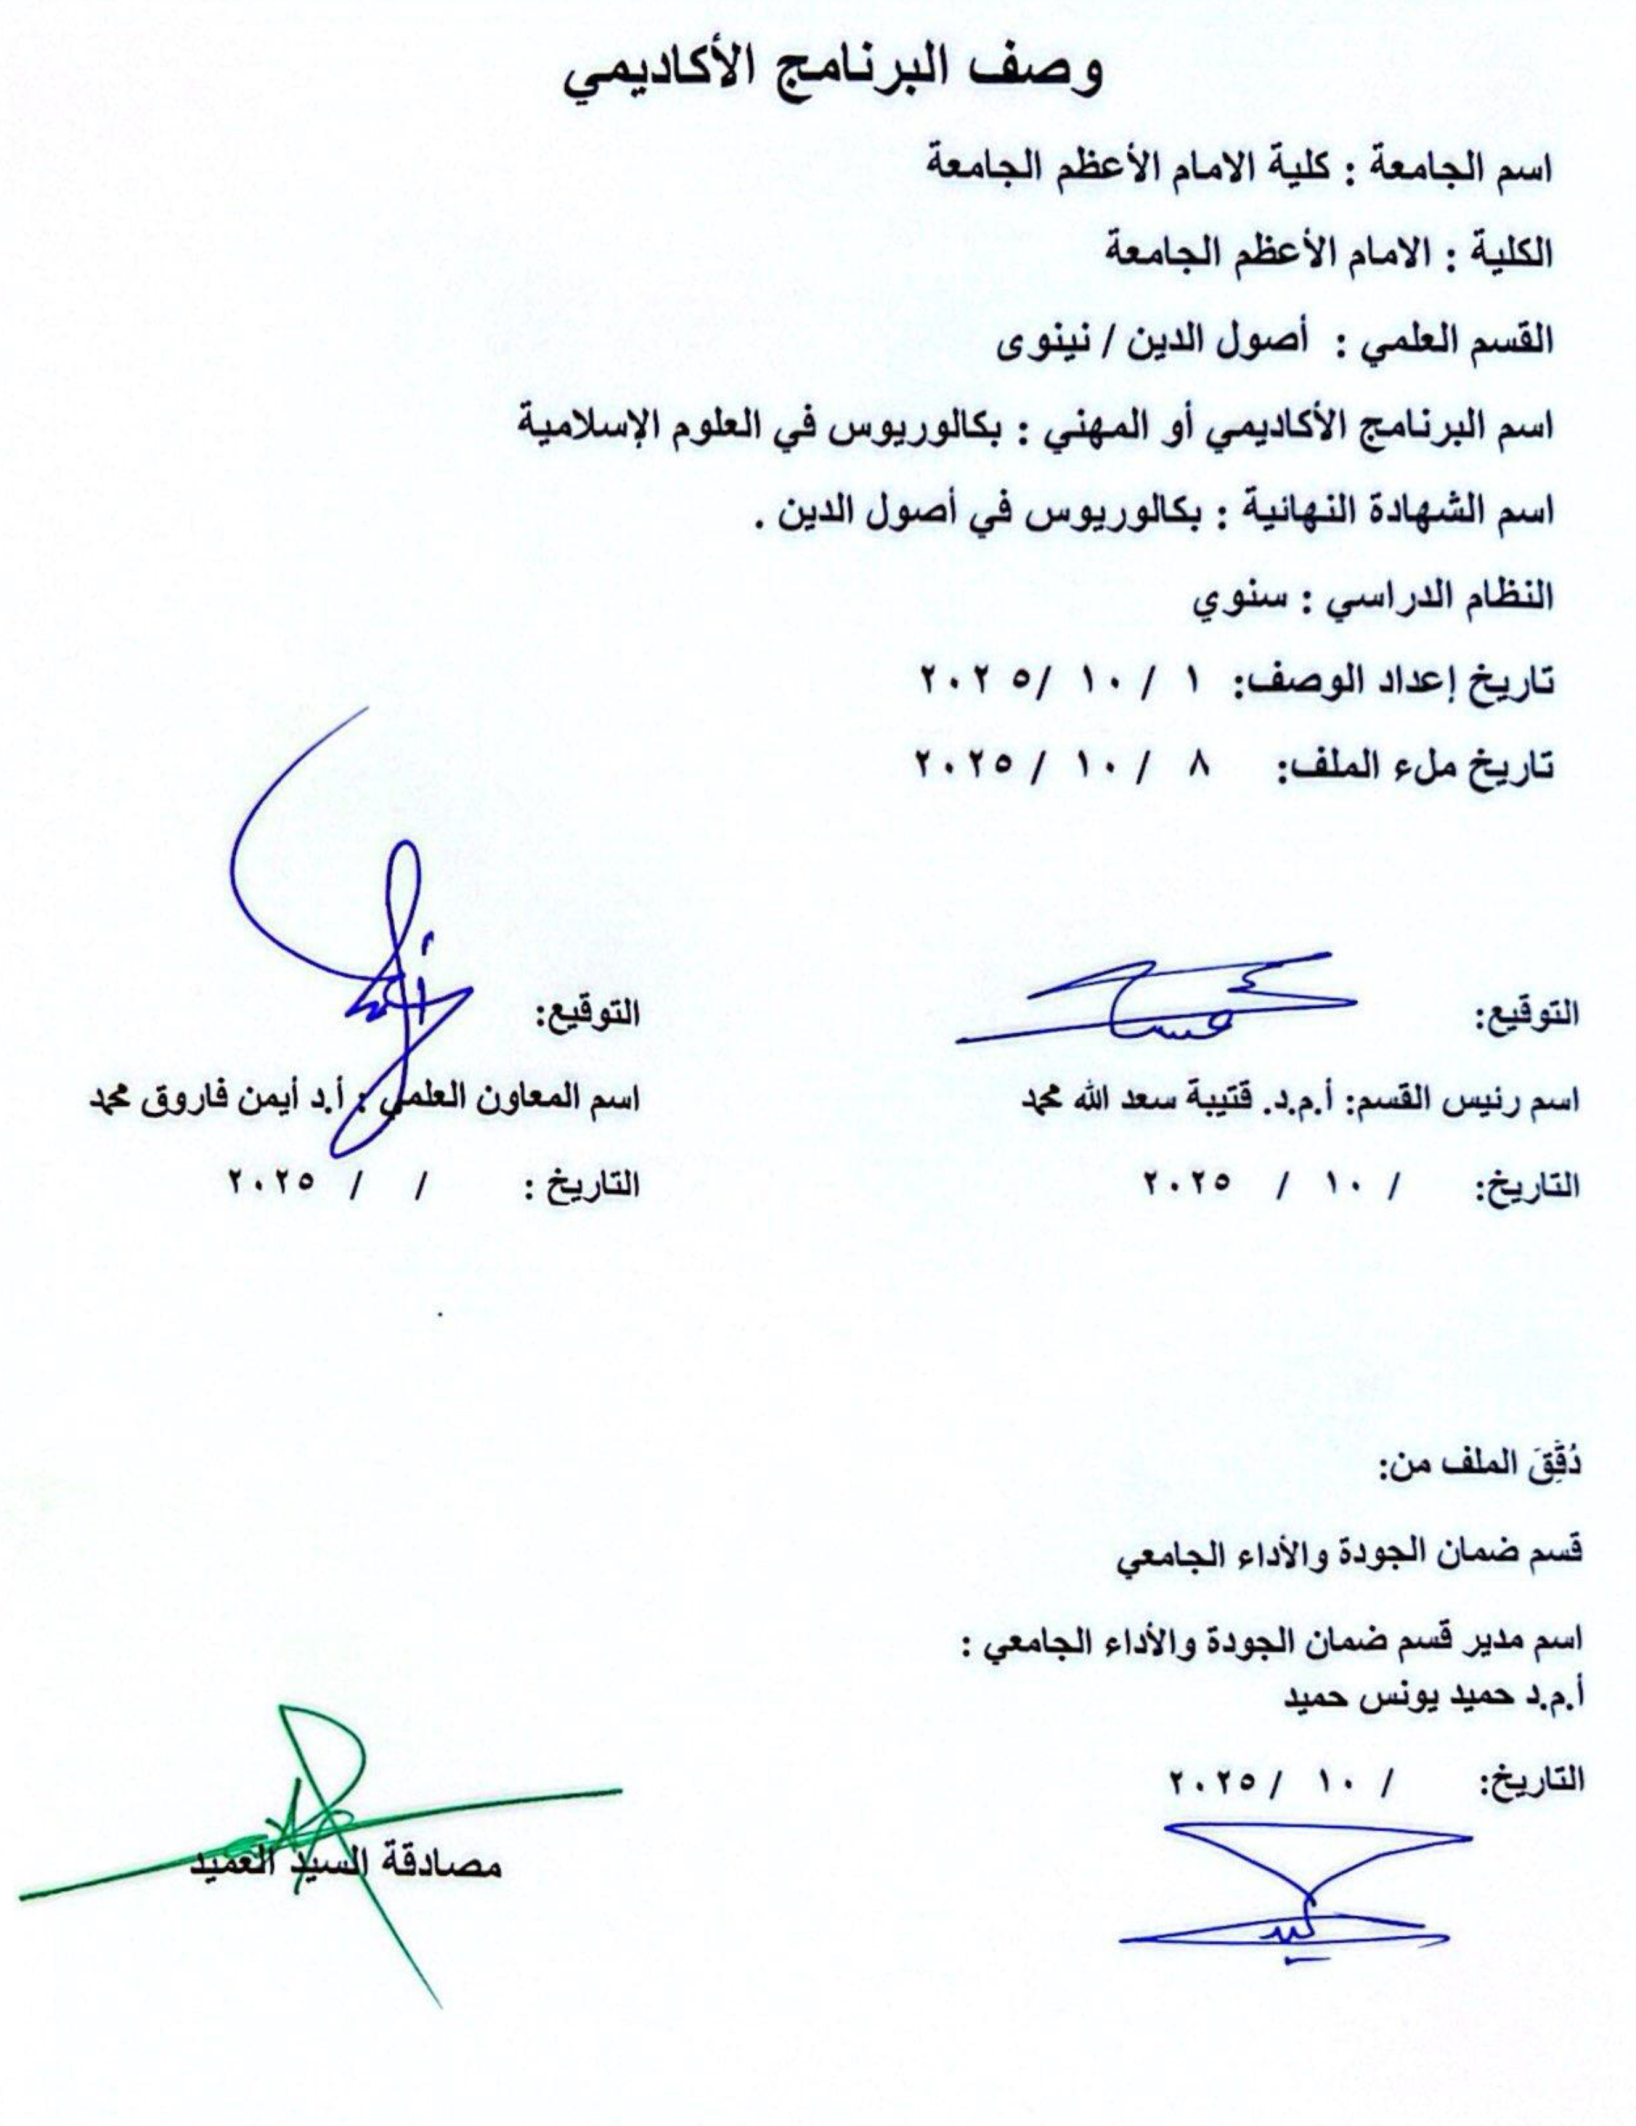 وصف البرنامج الأكاديمي
اسم الجامعة : كلية الامام الأعظم الجامعة
الكلية : الامام الأعظم الجامعة
القسم العلمي : أصول الدين / نينوى
اسم البرنامج الأكاديمي أو المهني : بكالوريوس في العلوم الإسلامية
اسم الشهادة النهائية : بكالوريوس في أصول الدين .
النظام الدراسي : سنوي
تاريخ إعداد الوصف: ١ / ١٠ /٢٠٢٥
تاريخ ملء الملف: ٨ / ١٠ / ٢٠٢٥
التوقيع:
اسم رئيس القسم: أ.م.د. قتيبة سعد الله محمد
التاريخ: / ١٠ / ٢٠٢٥
التوقيع:
اسم المعاون العلمي : أ.د أيمن فاروق محمد
التاريخ : / / ٢٠٢٥
دُقِّقَ الملف من:
قسم ضمان الجودة والأداء الجامعي
اسم مدير قسم ضمان الجودة والأداء الجامعي :
أ.م.د حميد يونس حميد
التاريخ: / ١٠ /٢٠٢٥
مصادقة السيد العميد